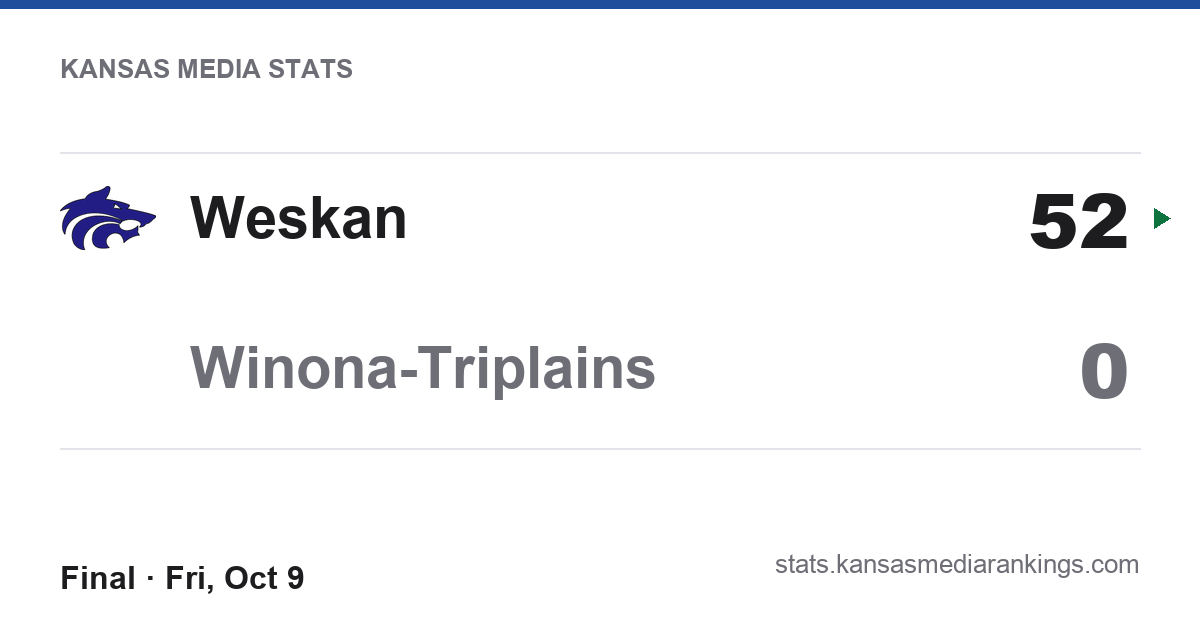 KANSAS MEDIA STATS
Weskan 52
Winona-Triplains 0
Final · Fri, Oct 9
stats.kansasmediarankings.com